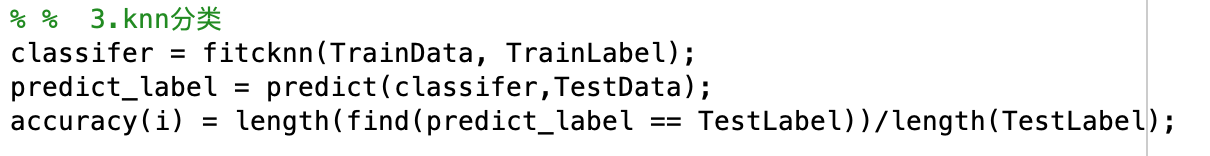 % %  3.knn分类
classifer = fitcknn(TrainData, TrainLabel);
predict_label = predict(classifer,TestData);
accuracy(i) = length(find(predict_label == TestLabel))/length(TestLabel);